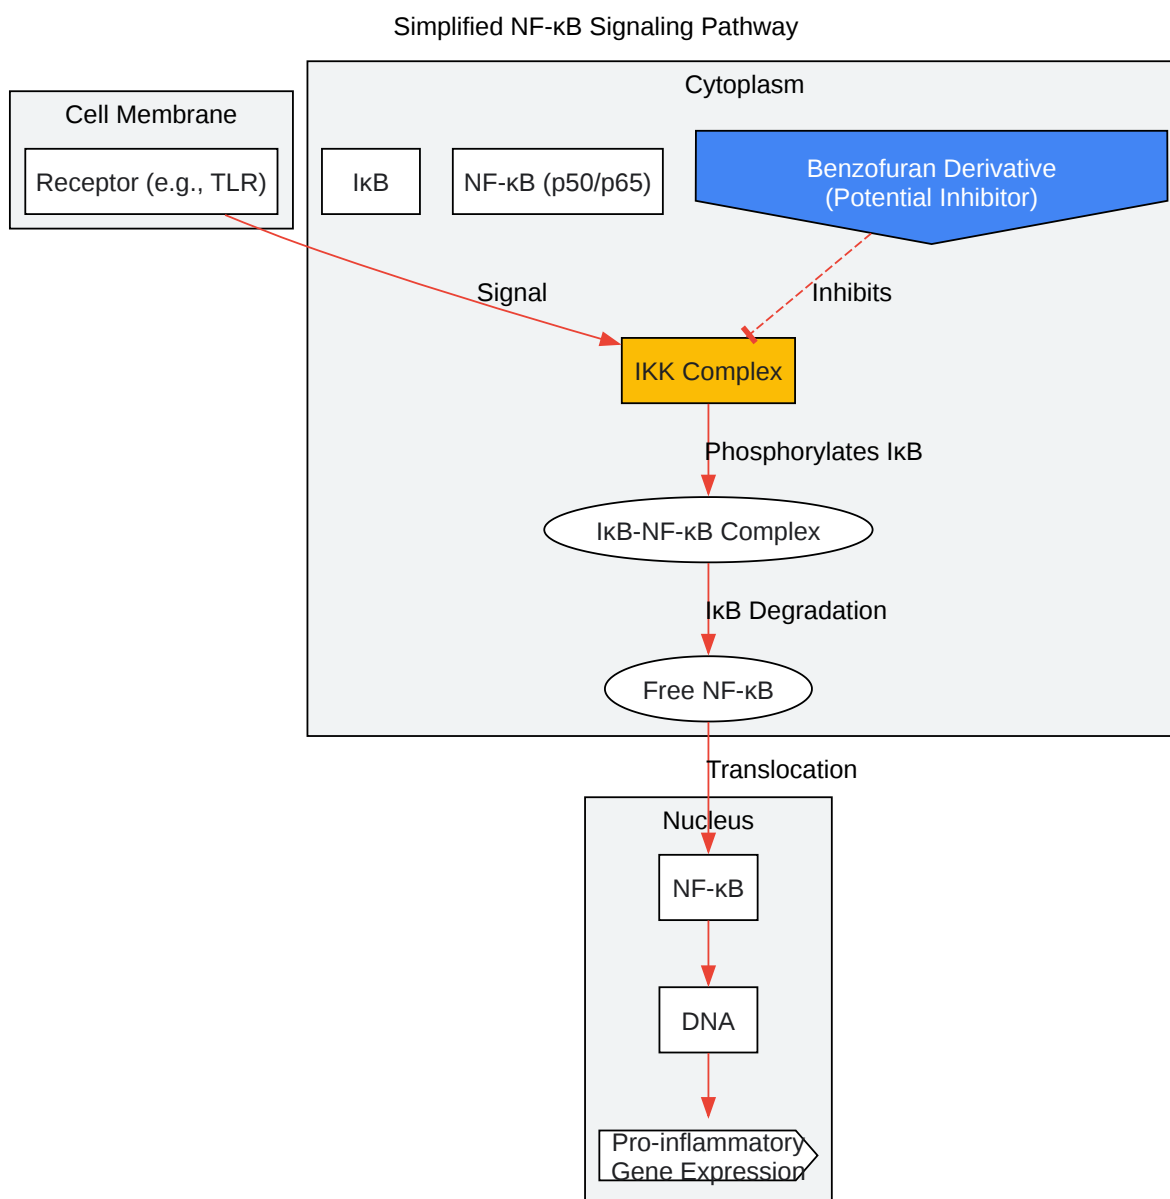 Simplified NF-κB Signaling Pathway
Cytoplasm
Cell Membrane
Receptor (e.g., TLR)
IκB
NF-κB (p50/p65)
Benzofuran Derivative
(Potential Inhibitor)
Signal
Inhibits
IKK Complex
Phosphorylates IκB
IκB-NF-κB Complex
IκB Degradation
Free NF-κB
Translocation
Nucleus
NF-κB
DNA
Pro-inflammatory
Gene Expression